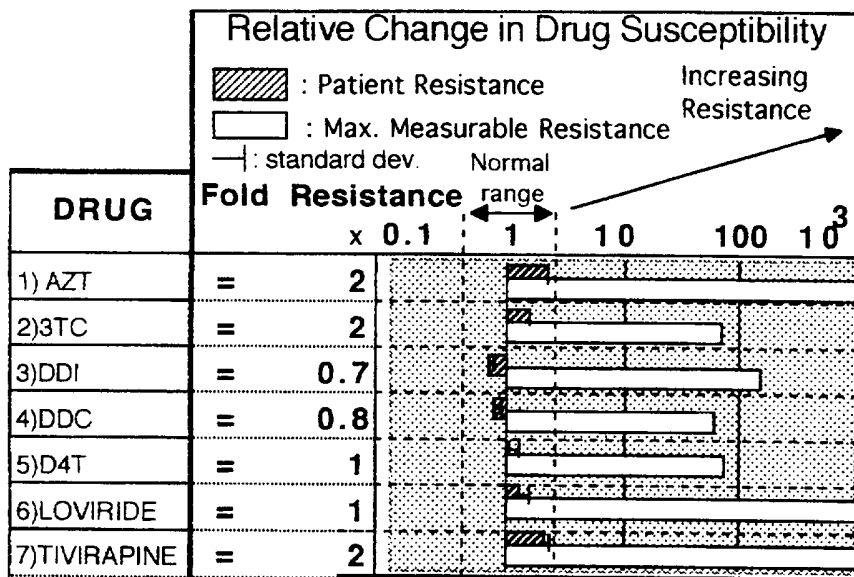 Relative Change in Drug Susceptibility
: Patient Resistance
Increasing
Resistance
: Max. Measurable Resistance
: standard dev.
Normal
range
DRUG
Fold Resistance
x 0.1 1 10 100 10³
1) AZT = 2
2)3TC = 2
3)DDI = 0.7
4)DDC = 0.8
5)D4T = 1
6)LOVIRIDE = 1
7)TIVIRAPINE = 2